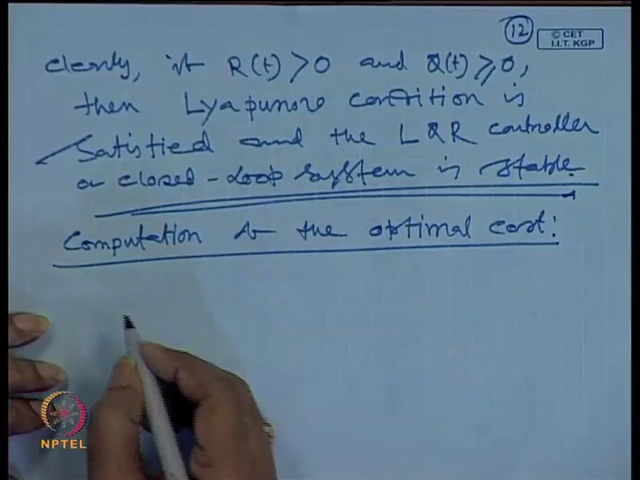 12
© CET
I.I.T. KGP
clearly, if R(t) > 0 and Q(t) ≥ 0,
then Lyapunov condition is
satisfied and the LQR controller
or closed-loop system is stable
Computation of the optimal cost:
NPTEL